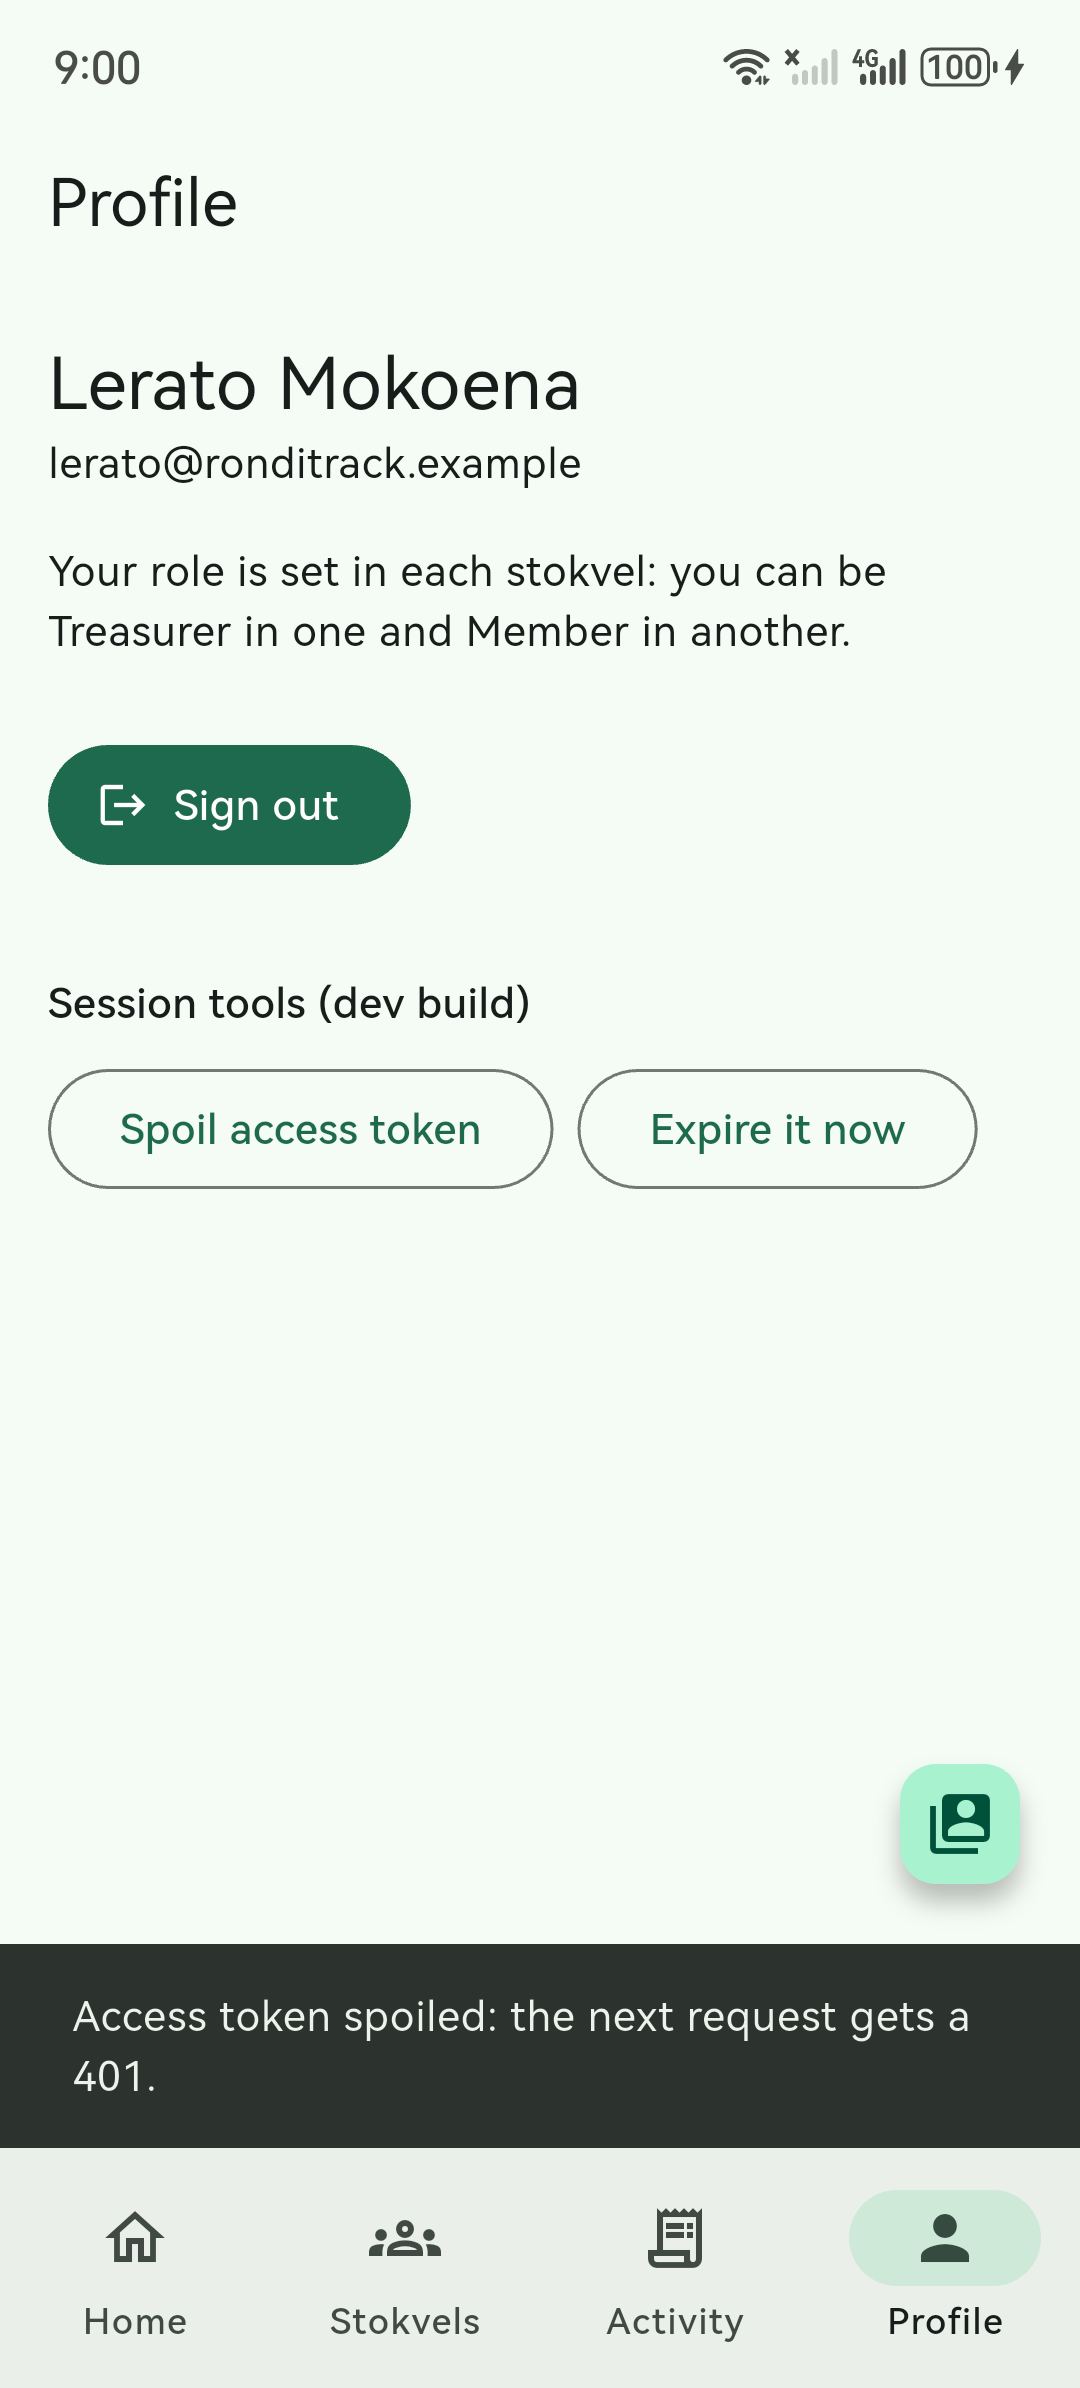 9:00
4G
100
Profile
Lerato Mokoena
lerato@ronditrack.example
Your role is set in each stokvel: you can be
Treasurer in one and Member in another.
Sign out
Session tools (dev build)
Spoil access token
Expire it now
Access token spoiled: the next request gets a
401.
Home
Stokvels
Activity
Profile